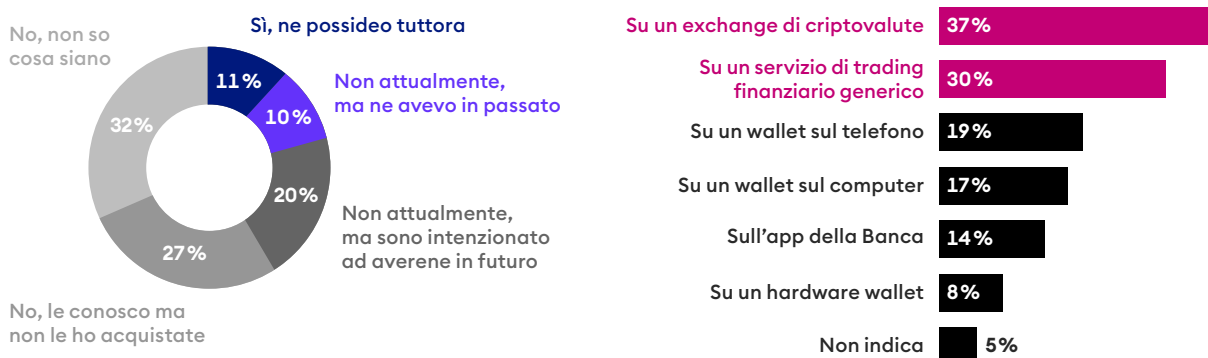 No, non so
cosa siano
Sì, ne possideo tuttora
11%
Non attualmente,
ma ne avevo in passato
10%
32%
20%
Non attualmente,
ma sono intenzionato
ad averene in futuro
27%
No, le conosco ma
non le ho acquistate
Su un exchange di criptovalute
37%
Su un servizio di trading
finanziario generico
30%
Su un wallet sul telefono
19%
Su un wallet sul computer
17%
Sull’app della Banca
14%
Su un hardware wallet
8%
Non indica
5%